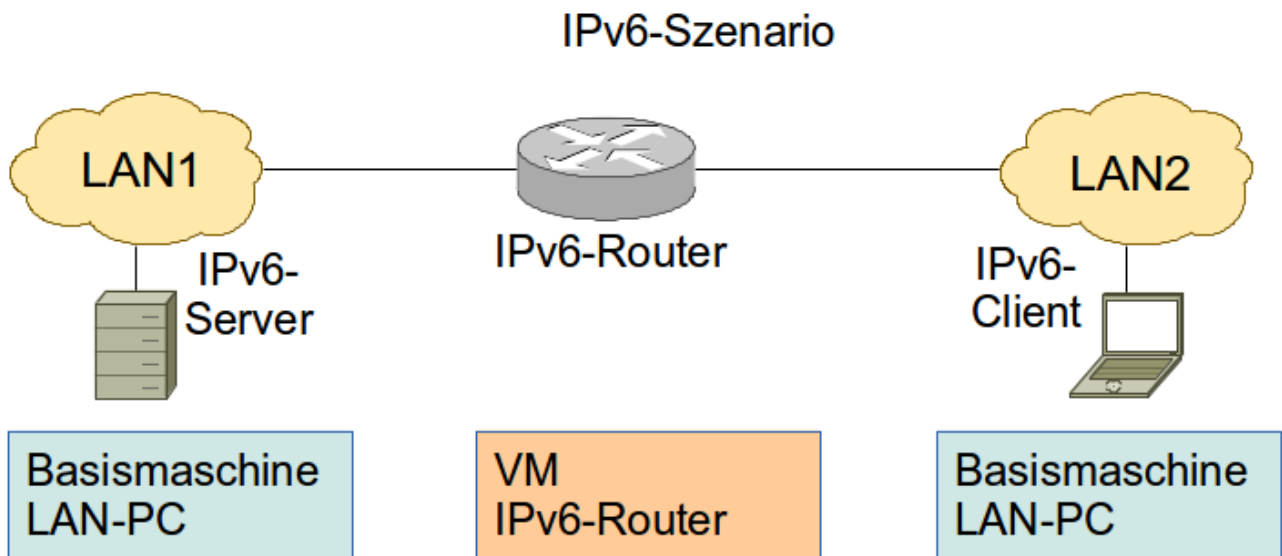 IPv6-Szenario
LAN1
LAN2
IPv6-Router
IPv6-
Server
IPv6-
Client
Basismaschine
LAN-PC
VM
IPv6-Router
Basismaschine
LAN-PC